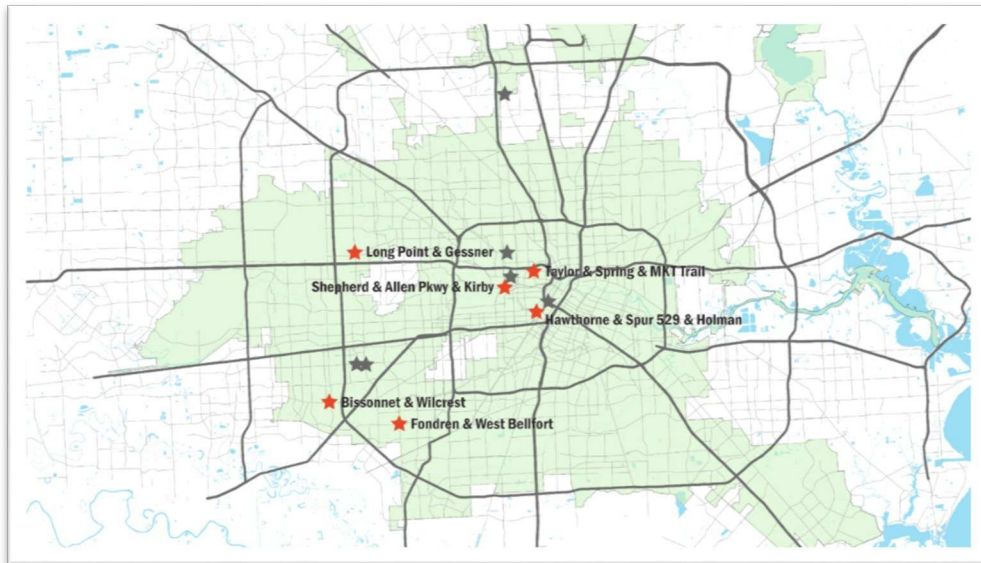 Long Point & Gessner
Taylor & Spring & MKT Trail
Shepherd & Allen Pkwy & Kirby
Hawthorne & Spur 529 & Holman
Bissonnet & Wilcrest
Fondren & West Bellfort